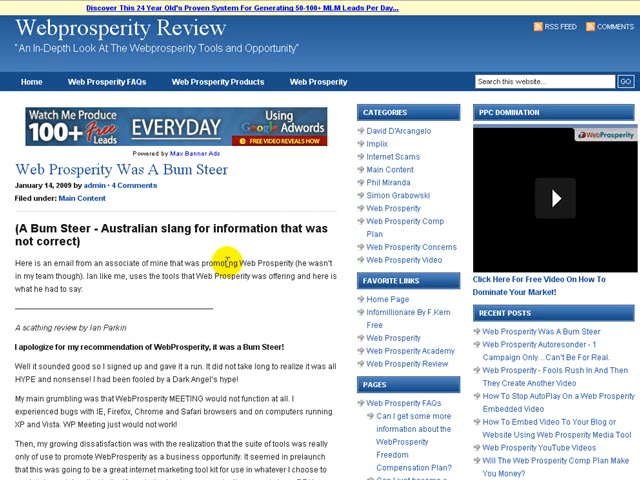 Discover This 24 Year Old's Proven System For Generating 50-100+ MLM Leads Per Day...
Webprosperity Review
"An In-Depth Look At The Webprosperity Tools and Opportunity"
RSS FEED
COMMENTS
Home
Web Prosperity FAQs
Web Prosperity Products
Web Prosperity
Search this website...
GO
Watch Me Produce
100+ Free
Leads
EVERYDAY
Using
Google Adwords
FREE VIDEO REVEALS HOW
Powered by Max Banner Ads
Web Prosperity Was A Bum Steer
January 14, 2009 by admin · 4 Comments
Filed under: Main Content
(A Bum Steer - Australian slang for information that was
not correct)
Here is an email from an associate of mine that was promoting Web Prosperity (he wasn't
in my team though). Ian like me, uses the tools that Web Prosperity was offering and here is
what he had to say:
A scathing review by Ian Parkin
I apologize for my recommendation of WebProsperity, it was a Bum Steer!
Well it sounded good so I signed up and gave it a run. It did not take long to realize it was all
HYPE and nonsense! I had been fooled by a Dark Angel's hype!
My main grumbling was that WebProsperity MEETING would not function at all. I
experienced bugs with IE, Firefox, Chrome and Safari browsers and on computers running
XP and Vista. WP Meeting just would not work!
Then, my growing dissatisfaction was with the realization that the suite of tools was really
only of use to promote WebProsperity as a business opportunity. It seemed in prelaunch
that this was going to be a great internet marketing tool kit for use in whatever I choose to
CATEGORIES
David D'Arcangelo
Implix
Internet Scams
Main Content
Phil Miranda
Simon Grabowski
Web Prosperity
Web Prosperity Comp
Plan
Web Prosperity Concerns
Web Prosperity Video
FAVORITE LINKS
Home Page
Infomillionaire By F.Kern
Free
Web Prosperity
Web Prosperity Academy
Web Prosperity Review
PAGES
Web Prosperity FAQs
Can I get some more
information about the
WebProsperity
Freedom
Compensation Plan?
PPC DOMINATION
WebProsperity
Click Here For Free Video On How To
Dominate Your Market!
RECENT POSTS
Web Prosperity Was A Bum Steer
Web Prosperity Autoresonder - 1
Campaign Only...Can't Be For Real.
Web Prosperity - Fools Rush In And Then
They Create Another Video
How To Stop AutoPlay On a Web Prosperity
Embedded Video
How To Embed Video To Your Blog or
Website Using Web Prosperity Media Tool
Web Prosperity YouTube Videos
Will The Web Prosperity Comp Plan Make
You Money?